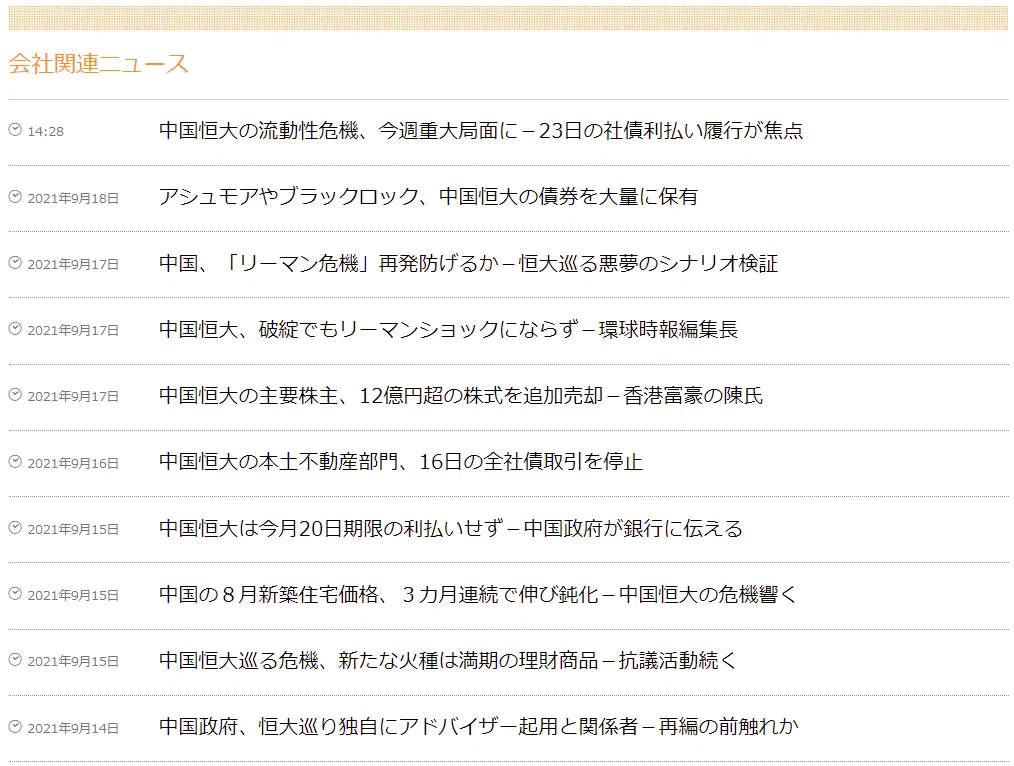 会社関連ニュース
14:28 中国恒大の流動性危機、今週重大局面に－23日の社債利払い履行が焦点
2021年9月18日 アシュモアやブラックロック、中国恒大の債券を大量に保有
2021年9月17日 中国、「リーマン危機」再発防げるか－恒大巡る悪夢のシナリオ検証
2021年9月17日 中国恒大、破綻でもリーマンショックにならず－環球時報編集長
2021年9月17日 中国恒大の主要株主、12億円超の株式を追加売却－香港富豪の陳氏
2021年9月16日 中国恒大の本土不動産部門、16日の全社債取引を停止
2021年9月15日 中国恒大は今月20日期限の利払いせず－中国政府が銀行に伝える
2021年9月15日 中国の８月新築住宅価格、３カ月連続で伸び鈍化－中国恒大の危機響く
2021年9月15日 中国恒大巡る危機、新たな火種は満期の理財商品－抗議活動続く
2021年9月14日 中国政府、恒大巡り独自にアドバイザー起用と関係者－再編の前触れか